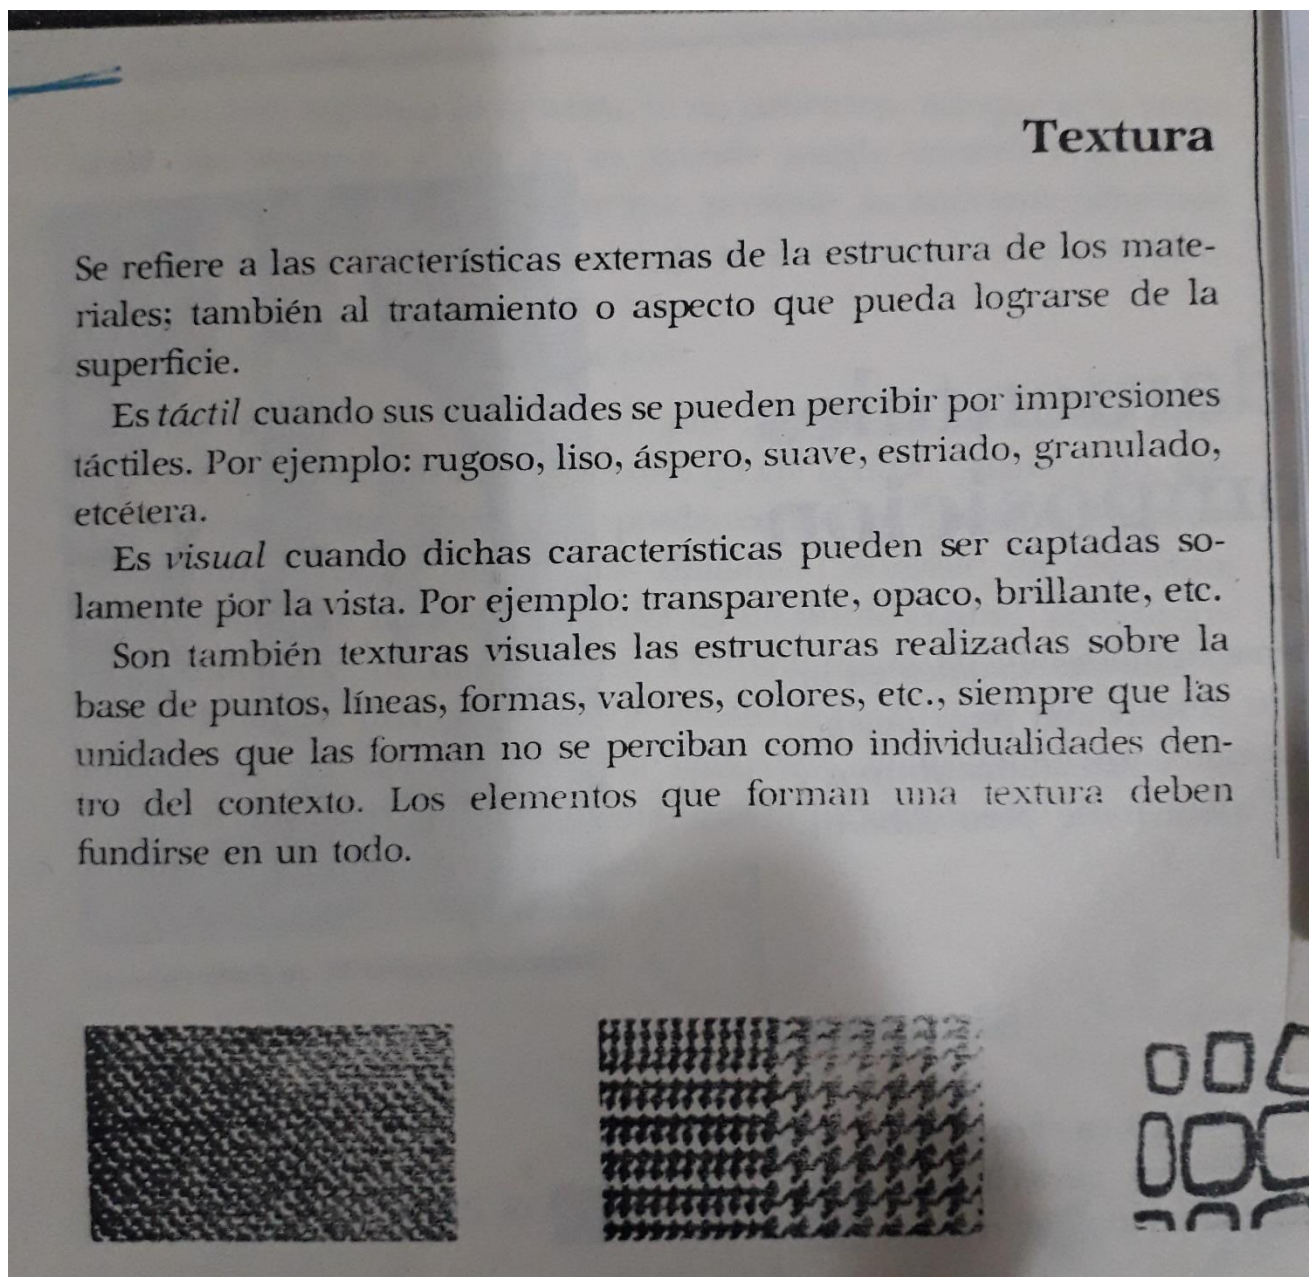 Textura
Se refiere a las características externas de la estructura de los mate-
riales; también al tratamiento o aspecto que pueda lograrse de la
superficie.
Es táctil cuando sus cualidades se pueden percibir por impresiones
táctiles. Por ejemplo: rugoso, liso, áspero, suave, estriado, granulado,
etcétera.
Es visual cuando dichas características pueden ser captadas so-
lamente por la vista. Por ejemplo: transparente, opaco, brillante, etc.
Son también texturas visuales las estructuras realizadas sobre la
base de puntos, líneas, formas, valores, colores, etc., siempre que las
unidades que las forman no se perciban como individualidades den-
tro del contexto. Los elementos que forman una textura deben
fundirse en un todo.